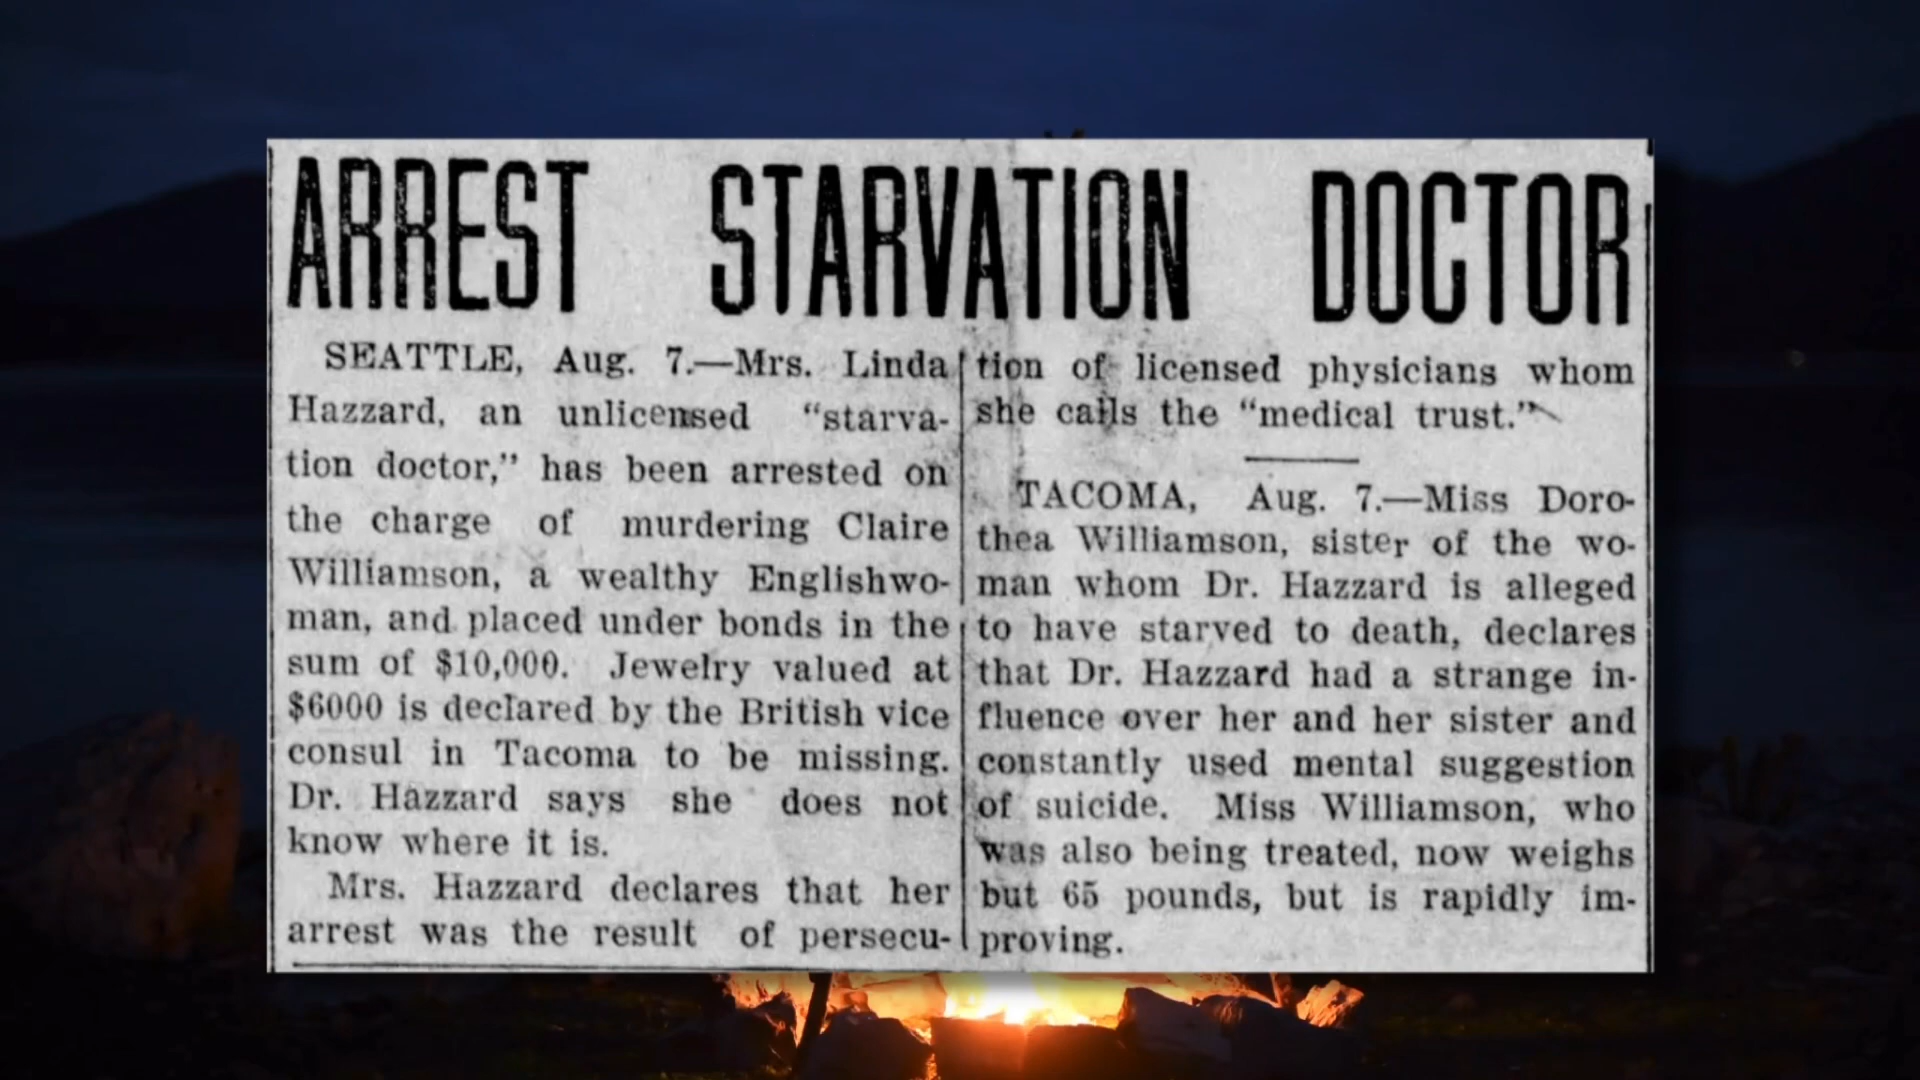 ARREST STARVATION DOCTOR
SEATTLE, Aug. 7.—Mrs. Linda
Hazzard, an unlicensed “starva-
tion doctor,” has been arrested on
the charge of murdering Claire
Williamson, a wealthy Englishwo-
man, and placed under bonds in the
sum of $10,000. Jewelry valued at
$6000 is declared by the British vice
consul in Tacoma to be missing.
Dr. Hazzard says she does not
know where it is.
Mrs. Hazzard declares that her
arrest was the result of persecu-
tion of licensed physicians whom
she calls the “medical trust.”
TACOMA, Aug. 7.—Miss Doro-
thea Williamson, sister of the wo-
man whom Dr. Hazzard is alleged
to have starved to death, declares
that Dr. Hazzard had a strange in-
fluence over her and her sister and
constantly used mental suggestion
of suicide. Miss Williamson, who
was also being treated, now weighs
but 65 pounds, but is rapidly im-
proving.